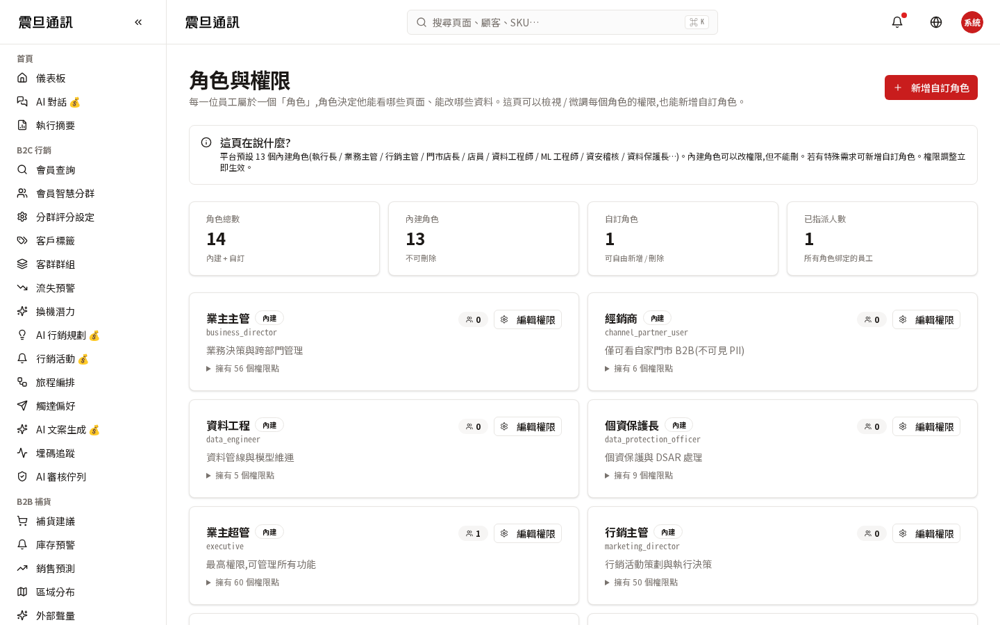 震旦通訊
首頁
儀表板
AI 對話 💰
執行摘要
B2C 行銷
會員查詢
會員智慧分群
分群評分設定
客戶標籤
客群群組
流失預警
換機潛力
AI 行銷規劃 💰
行銷活動 💰
旅程編排
觸達偏好
AI 文案生成 💰
埋碼追蹤
AI 審核佇列
B2B 補貨
補貨建議
庫存預警
銷售預測
區域分布
外部聲量
震旦通訊
搜尋頁面、顧客、SKU…
⌘ K
系統
角色與權限
每一位員工屬於一個「角色」,角色決定他能看哪些頁面、能改哪些資料。這頁可以檢視 / 微調每個角色的權限,也能新增自訂角色。
新增自訂角色
這頁在說什麼?
平台預設 13 個內建角色(執行長 / 業務主管 / 行銷主管 / 門市店長 / 店員 / 資料工程師 / ML 工程師 / 資安稽核 / 資料保護長…)。內建角色可以改權限,但不能刪。若有特殊需求可新增自訂角色。權限調整立
即生效。
角色總數
14
內建 + 自訂
內建角色
13
不可刪除
自訂角色
1
可自由新增 / 刪除
已指派人數
1
所有角色綁定的員工
業主主管 內建 0 編輯權限
business_director
業務決策與跨部門管理
擁有 56 個權限點
經銷商 內建 0 編輯權限
channel_partner_user
僅可看自家門市 B2B(不可見 PII)
擁有 6 個權限點
資料工程 內建 0 編輯權限
data_engineer
資料管線與模型維運
擁有 5 個權限點
個資保護長 內建 0 編輯權限
data_protection_officer
個資保護與 DSAR 處理
擁有 9 個權限點
業主超管 內建 1 編輯權限
executive
最高權限,可管理所有功能
擁有 60 個權限點
行銷主管 內建 0 編輯權限
marketing_director
行銷活動策劃與執行決策
擁有 50 個權限點